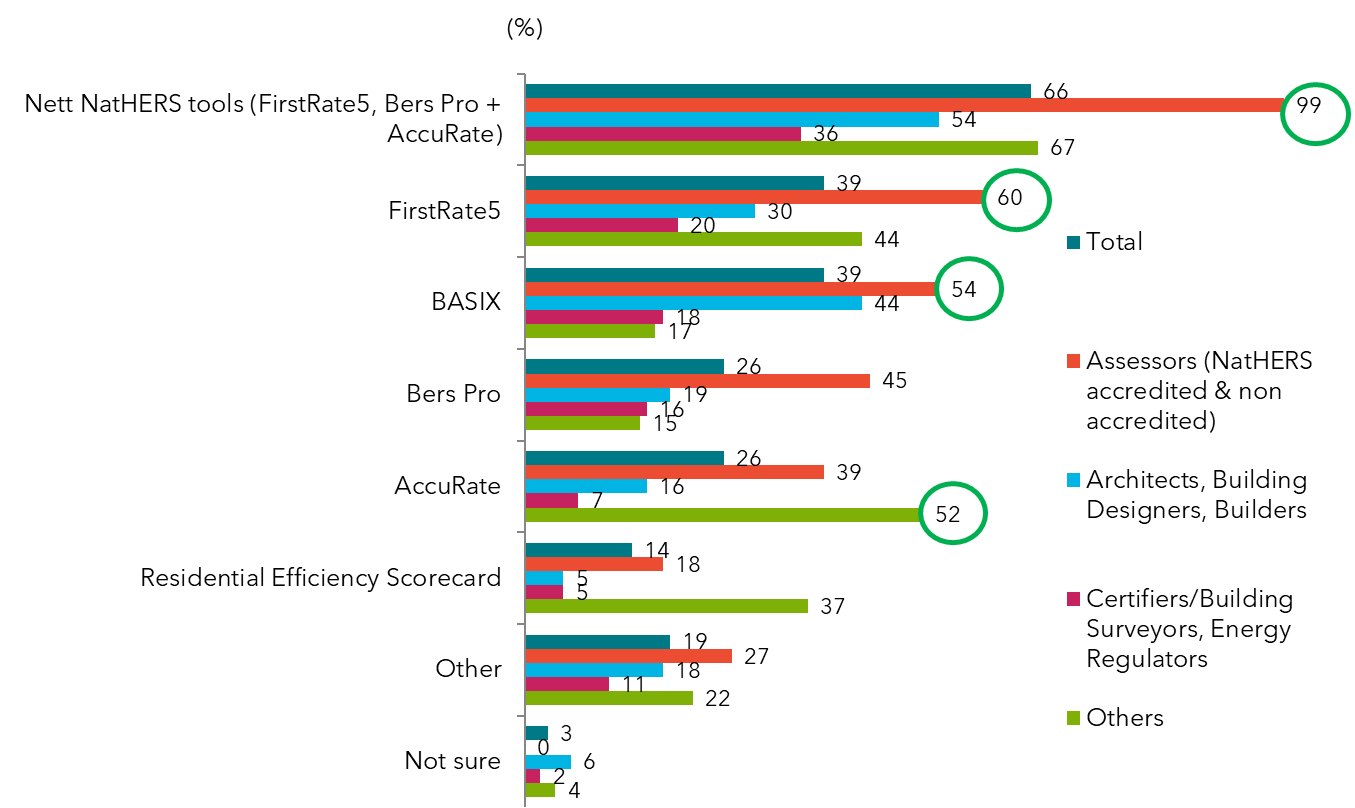 (%)
Nett NatHERS tools (FirstRate5, Bers Pro +
AccuRate)
66
99
54
36
67
FirstRate5
39
60
30
20
44
BASIX
39
54
44
18
17
Bers Pro
26
45
19
16
15
AccuRate
26
39
16
7
52
Residential Efficiency Scorecard
14
18
5
5
37
Other
19
27
18
11
22
Not sure
3
0
6
2
4
Total
Assessors (NatHERS
accredited & non
accredited)
Architects, Building
Designers, Builders
Certifiers/Building
Surveyors, Energy
Regulators
Others